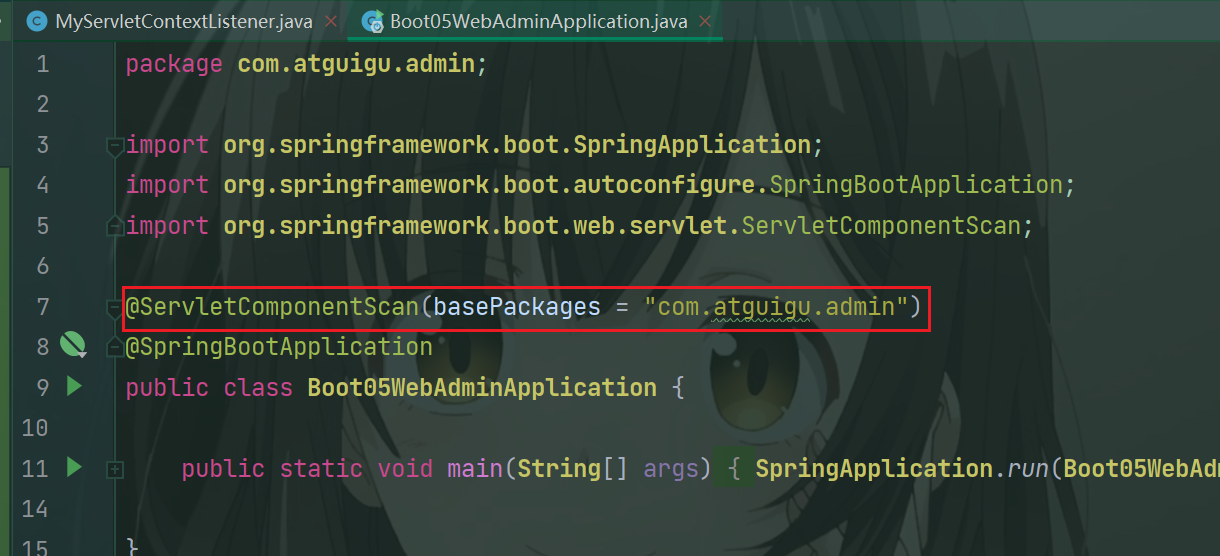 MyServletContextListener.java Boot05WebAdminApplication.java
1 package com.atguigu.admin;
2
3 import org.springframework.boot.SpringApplication;
4 import org.springframework.boot.autoconfigure.SpringBootApplication;
5 import org.springframework.boot.web.servlet.ServletComponentScan;
6
7 @ServletComponentScan(basePackages = "com.atguigu.admin")
8 @SpringBootApplication
9 public class Boot05WebAdminApplication {
10
11 public static void main(String[] args) { SpringApplication.run(Boot05WebAd
14
15 }